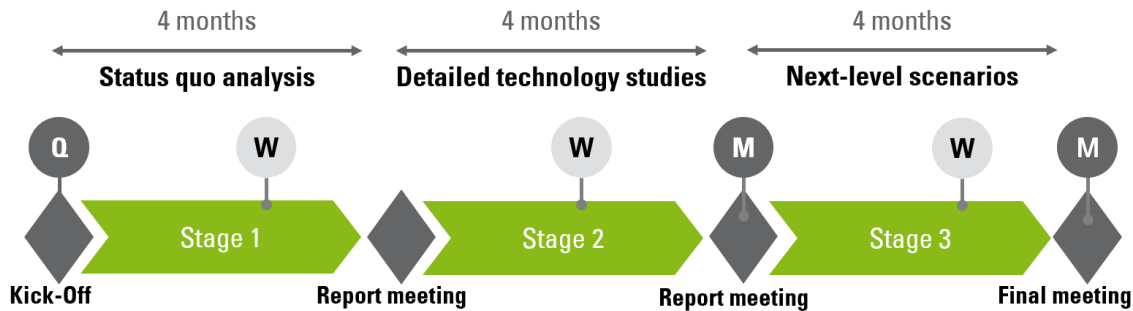 4 months
4 months
4 months
Status quo analysis
Detailed technology studies
Next-level scenarios
Q
W
W
M
W
M
Stage 1
Stage 2
Stage 3
Kick-Off
Report meeting
Report meeting
Final meeting